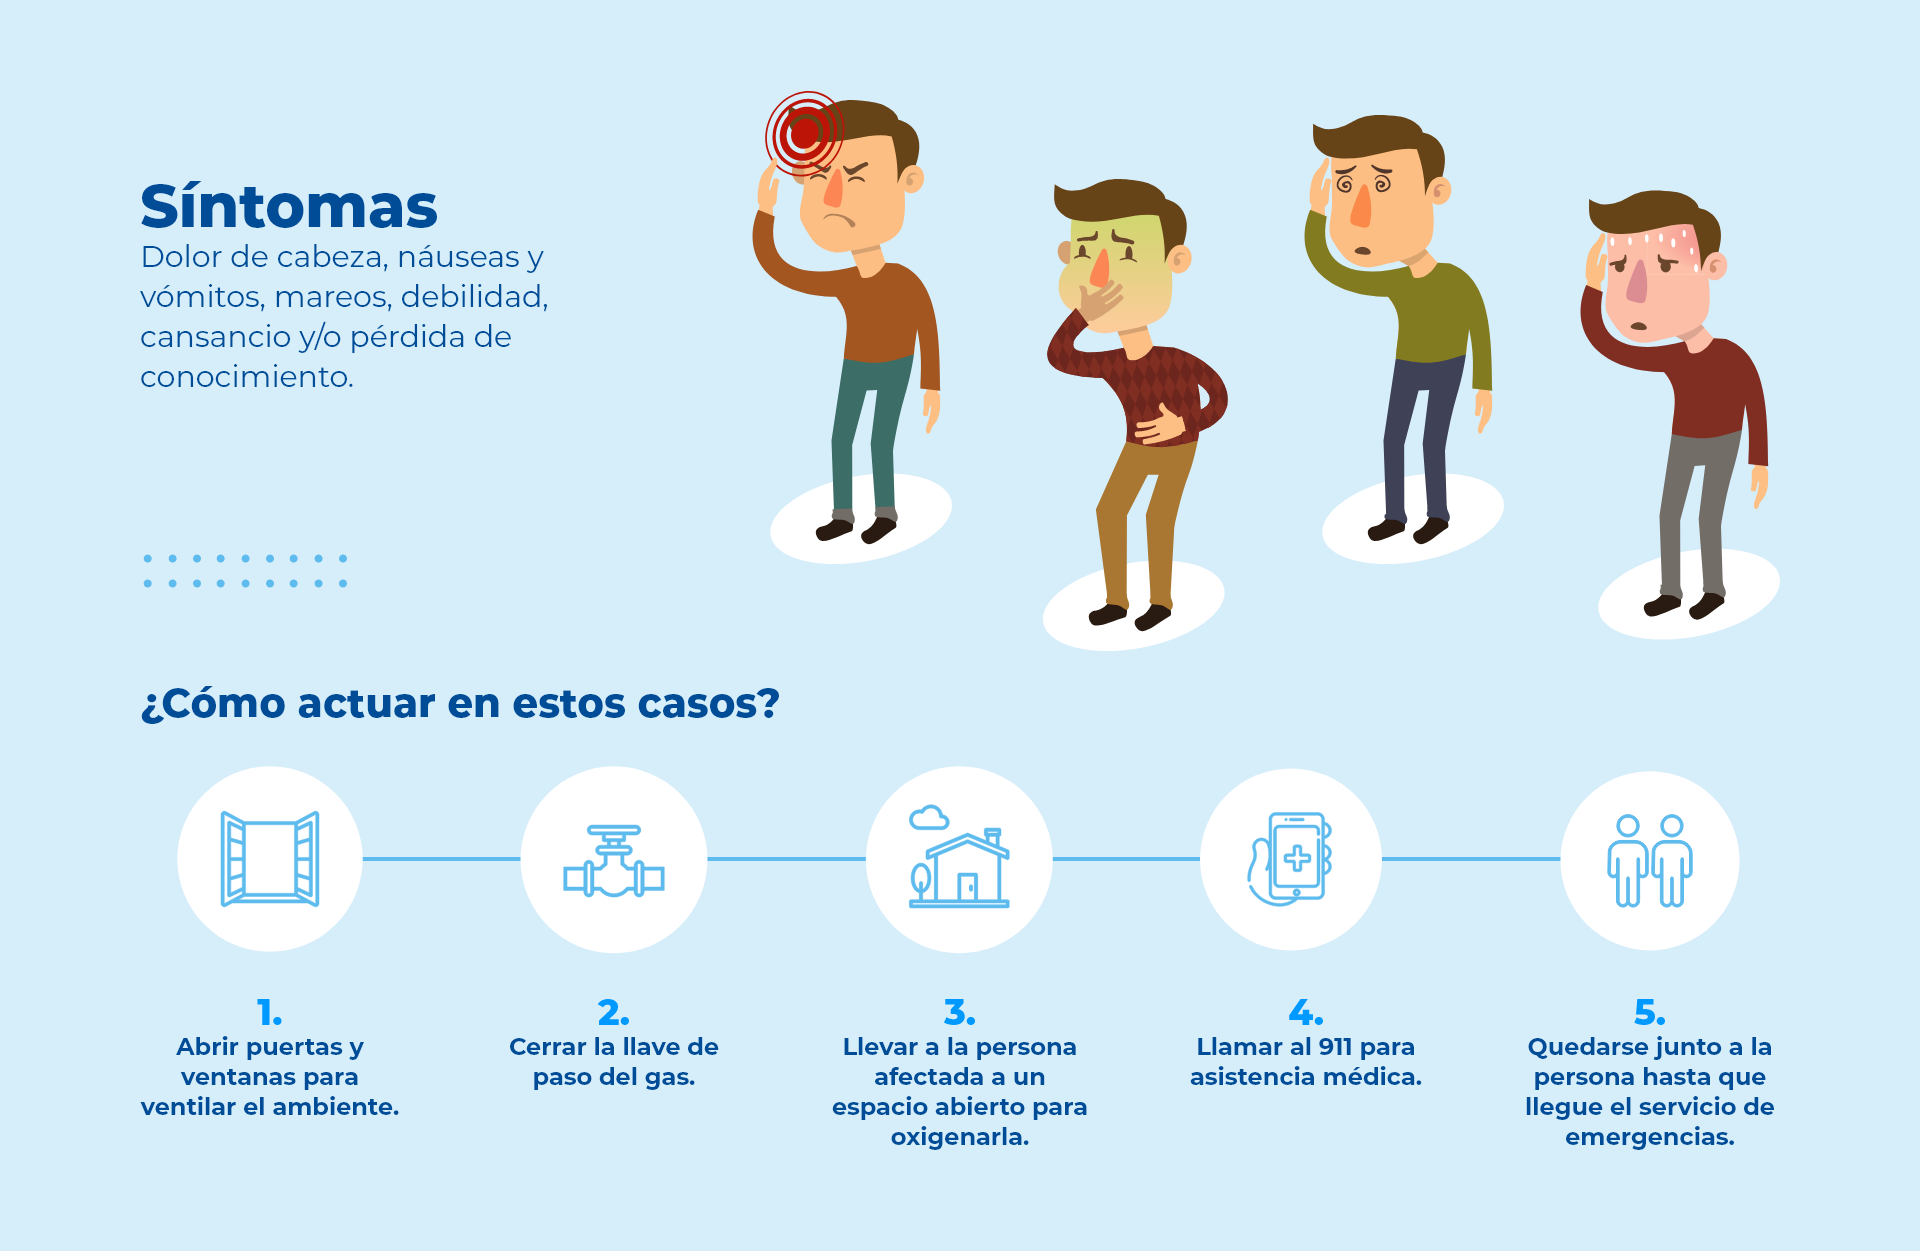 Síntomas
Dolor de cabeza, náuseas y
vómitos, mareos, debilidad,
cansancio y/o pérdida de
conocimiento.
¿Cómo actuar en estos casos?
1.
Abrir puertas y
ventanas para
ventilar el ambiente.
2.
Cerrar la llave de
paso del gas.
3.
Llevar a la persona
afectada a un
espacio abierto para
oxigenarla.
4.
Llamar al 911 para
asistencia médica.
5.
Quedarse junto a la
persona hasta que
llegue el servicio de
emergencias.